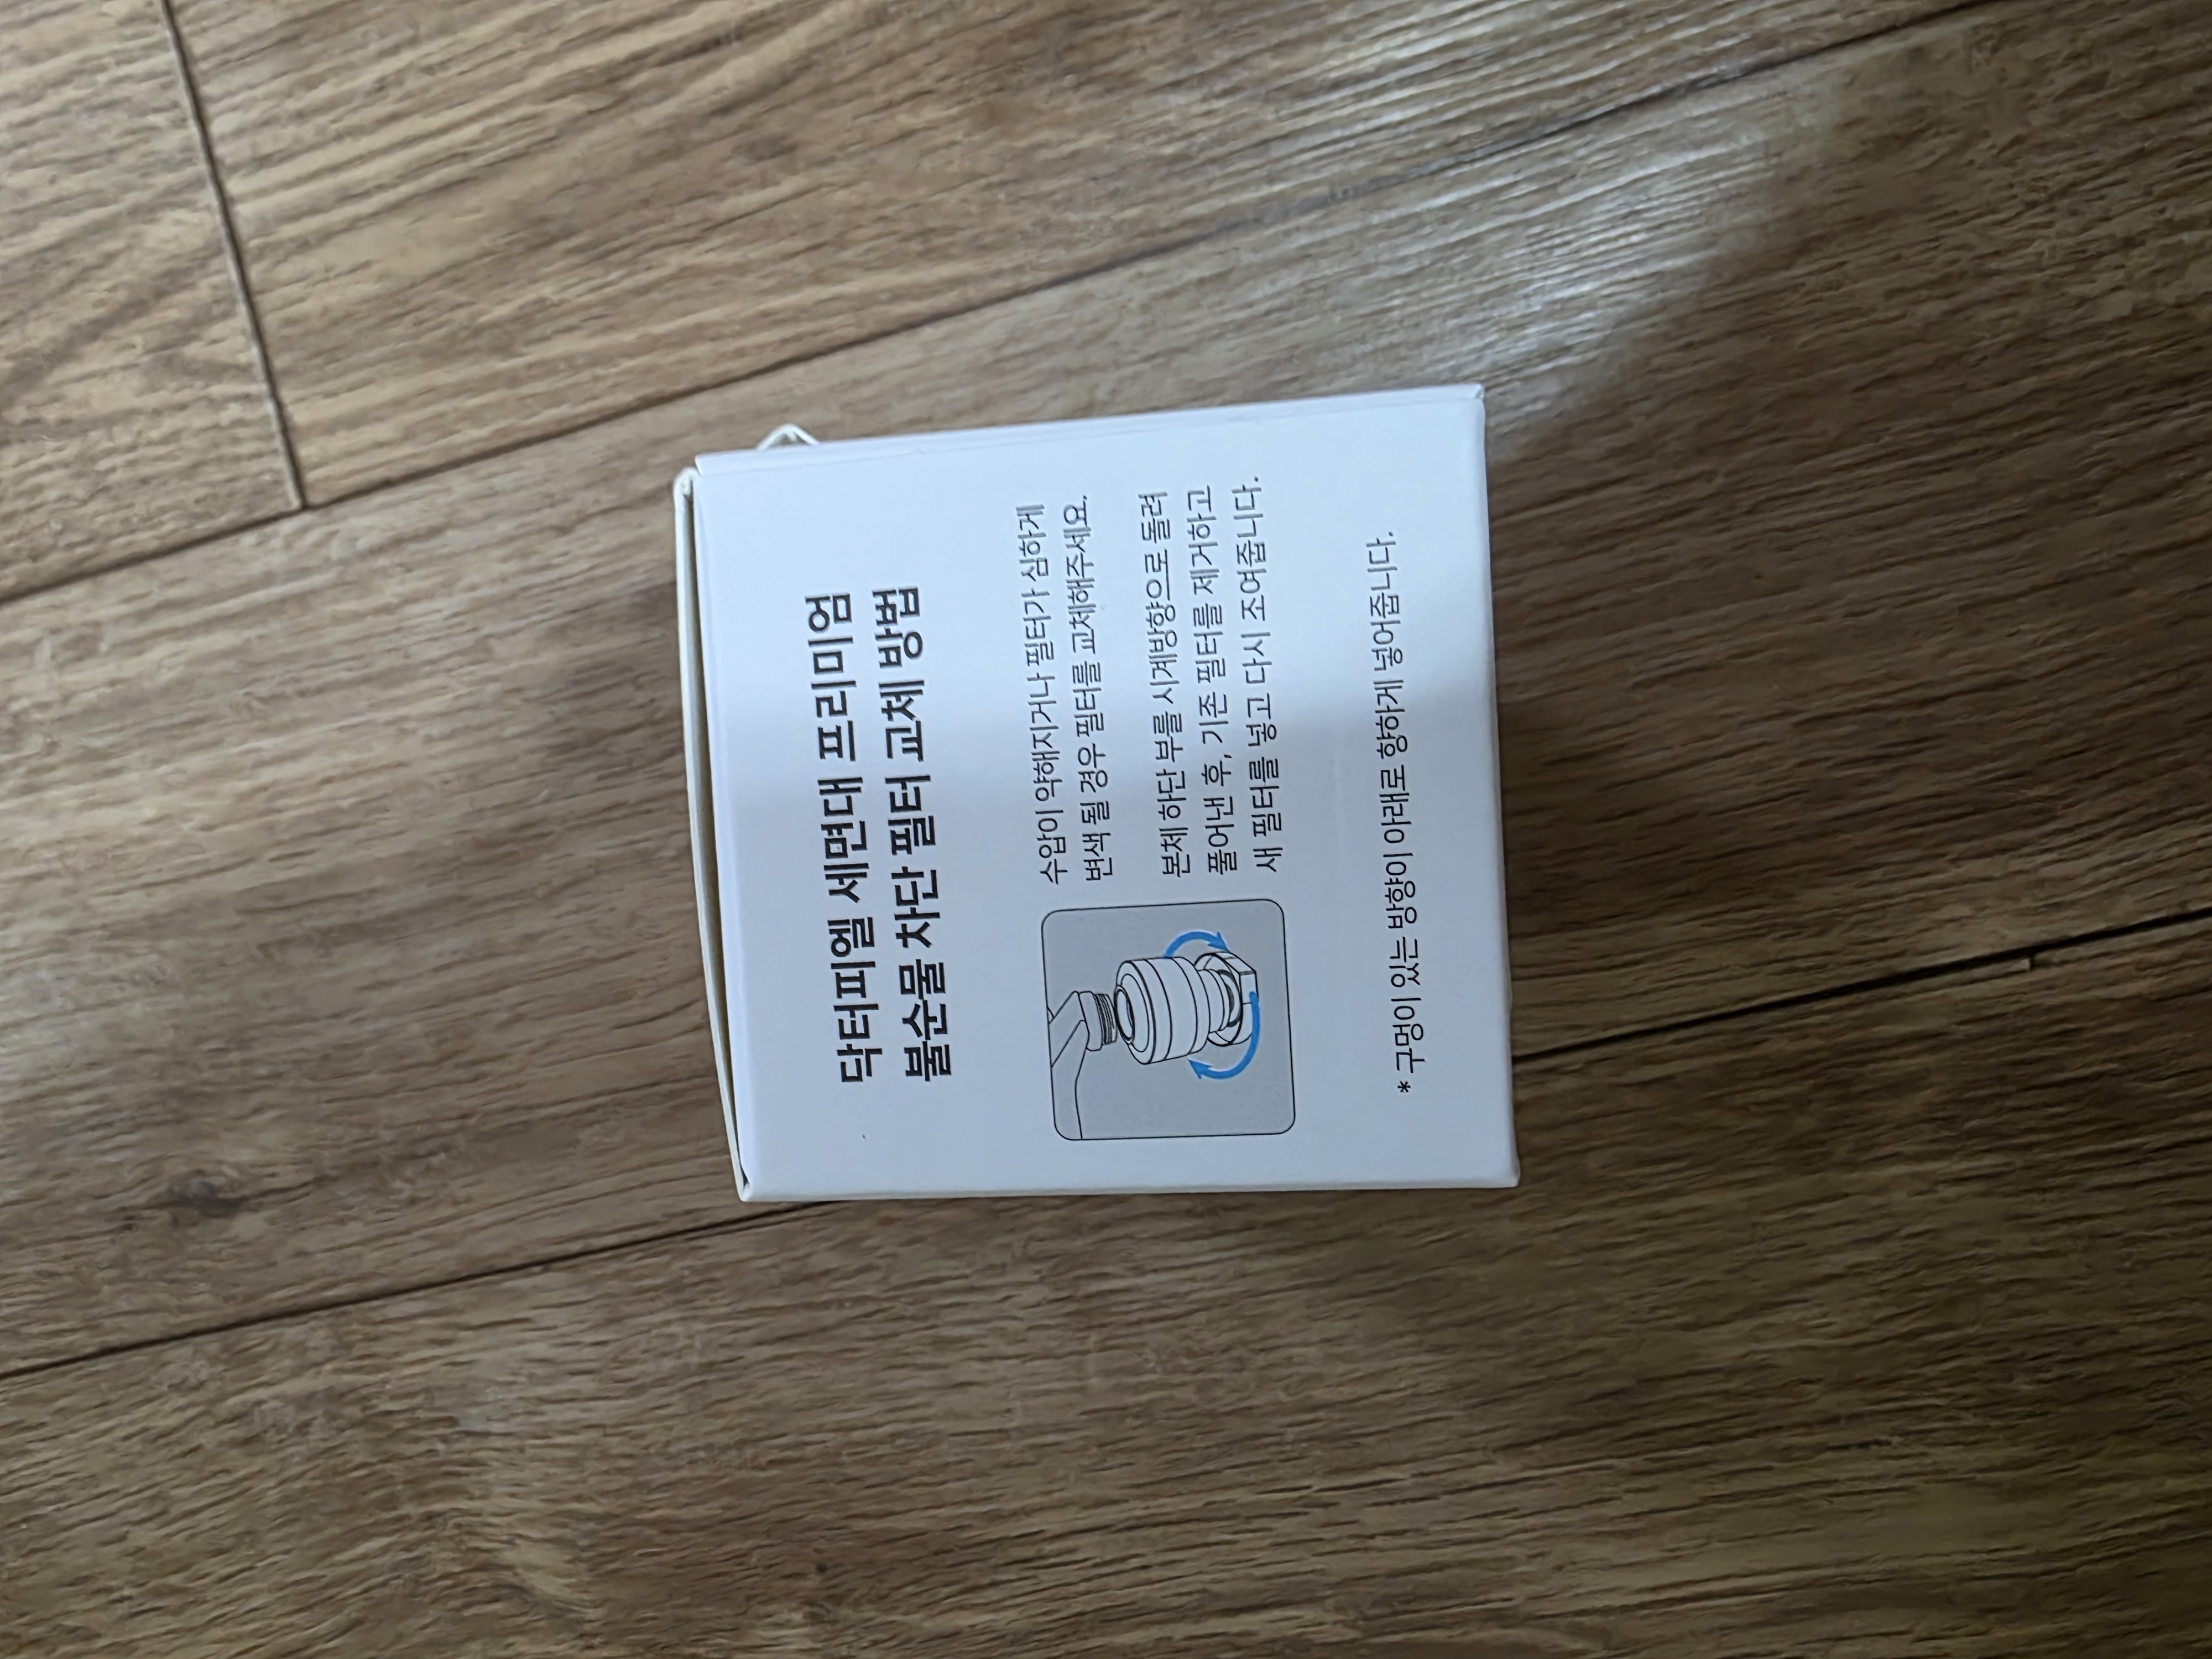 닥터피엘 세면대 프리미엄
불순물 차단 필터 교체 방법
수압이 약해지거나 필터가 심하게
변색 될 경우 필터를 교체해주세요.
본체 하단 부를 시계방향으로 돌려
풀어낸 후, 기존 필터를 제거하고
새 필터를 넣고 다시 조여줍니다.
* 구멍이 있는 방향이 아래로 향하게 넣어줍니다.